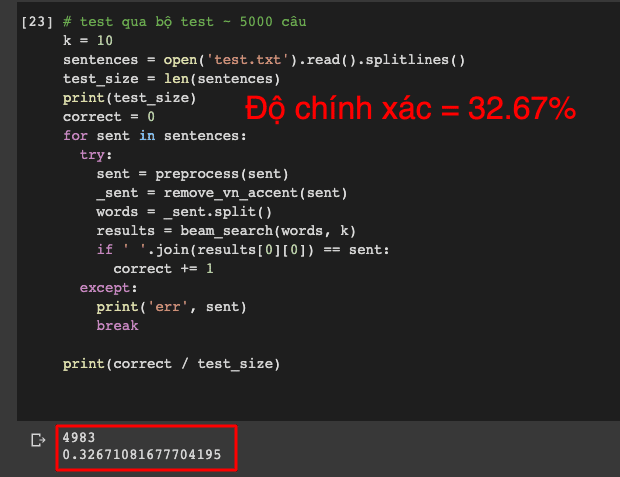 [23] # test qua bộ test ~ 5000 câu
k = 10
sentences = open('test.txt').read().splitlines()
test_size = len(sentences)
print(test_size)
correct = 0
Độ chính xác = 32.67%
for sent in sentences:
  try:
    sent = preprocess(sent)
    _sent = remove_vn_accent(sent)
    words = _sent.split()
    results = beam_search(words, k)
    if ' '.join(results[0][0]) == sent:
      correct += 1
  except:
    print('err', sent)
    break
print(correct / test_size)
4983
0.32671081677704195